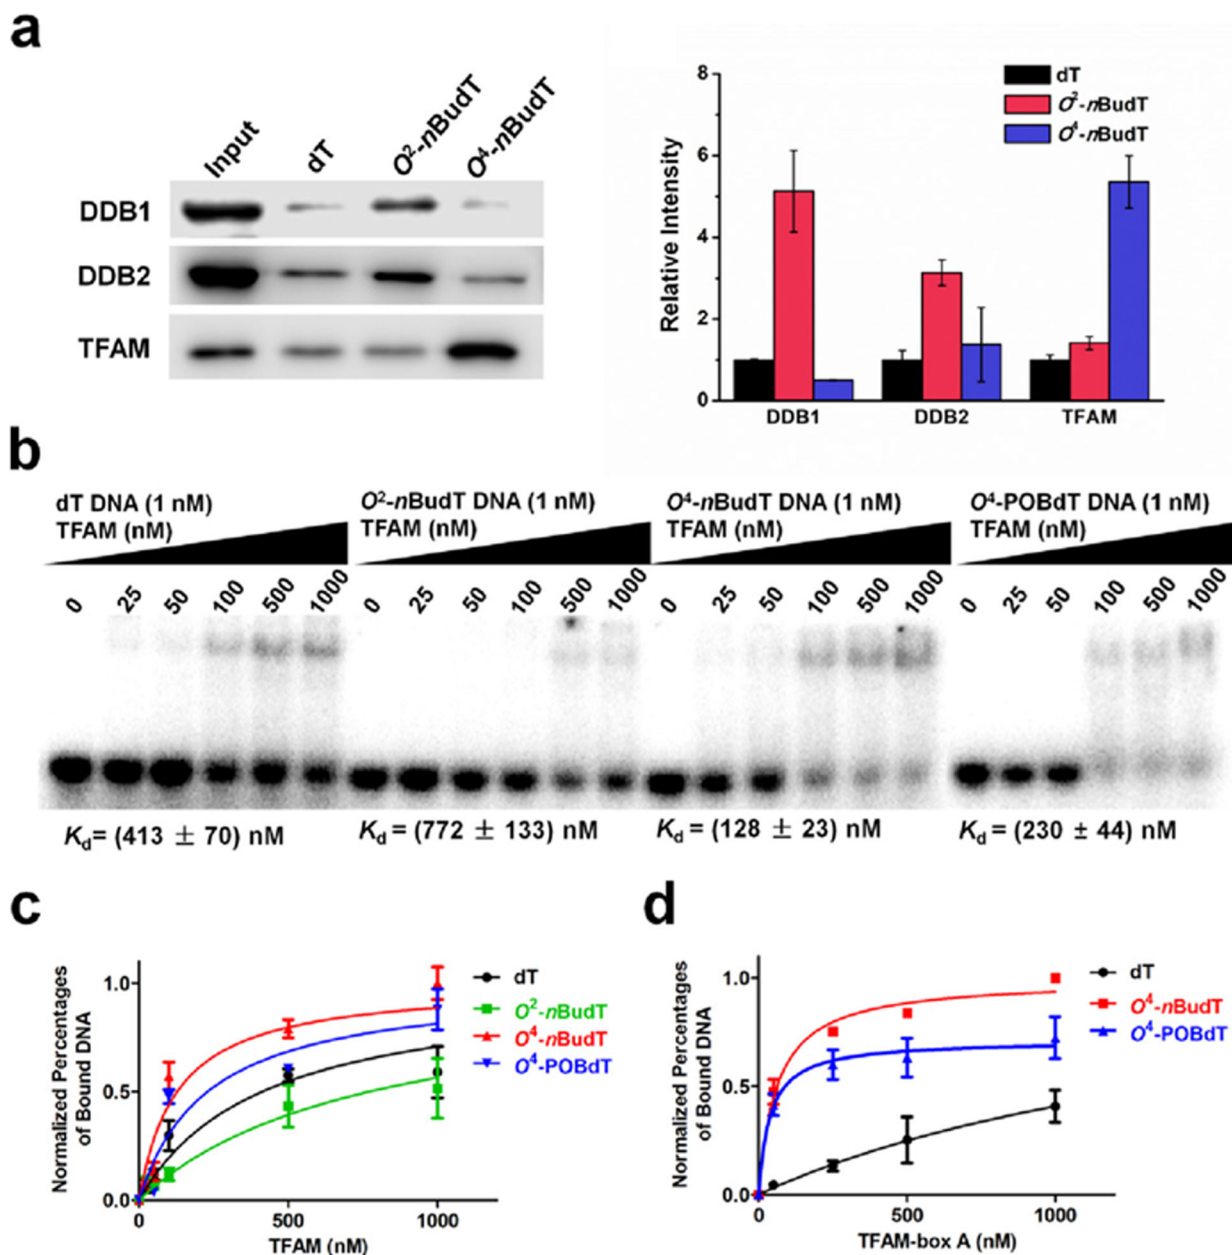 a
Input
dT
O²-nBudT
O⁴-nBudT
DDB1
DDB2
TFAM
8
6
4
2
0
Relative Intensity
dT
O²-nBudT
O⁴-nBudT
DDB1
DDB2
TFAM
b
dT DNA (1 nM)
TFAM (nM)
0 25 50 100 500 1000
Kd = (413 ± 70) nM
O²-nBudT DNA (1 nM)
TFAM (nM)
0 25 50 100 500 1000
Kd = (772 ± 133) nM
O⁴-nBudT DNA (1 nM)
TFAM (nM)
0 25 50 100 500 1000
Kd = (128 ± 23) nM
O⁴-POBdT DNA (1 nM)
TFAM (nM)
0 25 50 100 500 1000
Kd = (230 ± 44) nM
c
Normalized Percentages
of Bound DNA
1.0
0.5
0.0
0 500 1000
TFAM (nM)
dT
O²-nBudT
O⁴-nBudT
O⁴-POBdT
d
Normalized Percentages
of Bound DNA
1.0
0.5
0.0
0 500 1000
TFAM-box A (nM)
dT
O⁴-nBudT
O⁴-POBdT